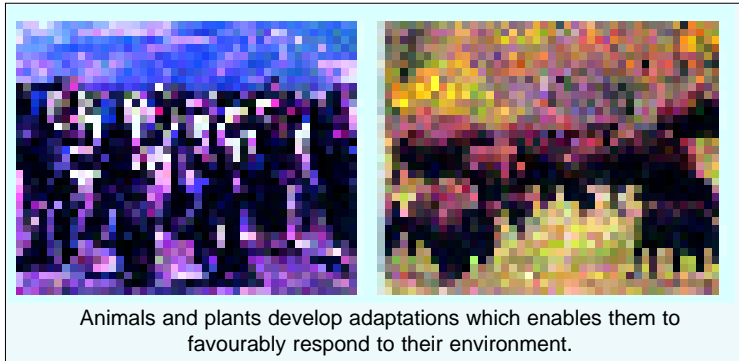 Animals and plants develop adaptations which enables them to
favourably respond to their environment.